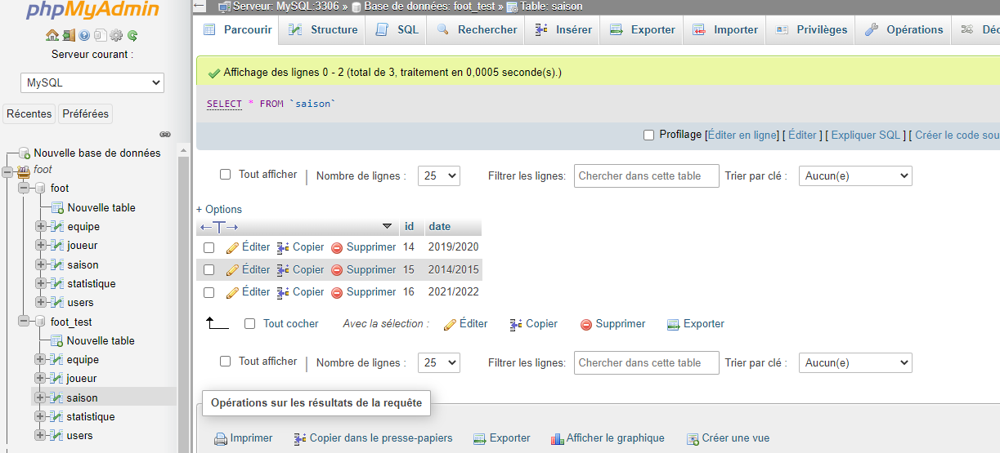 phpMyAdmin
Serveur courant :
MySQL
Récentes Préférées
Nouvelle base de données
foot
foot
Nouvelle table
equipe
joueur
saison
statistique
users
foot_test
Nouvelle table
equipe
joueur
saison
statistique
users
Serveur: MySQL:3306 » Base de données: foot_test » Table: saison
Parcourir Structure SQL Rechercher Insérer Exporter Importer Privilèges Opérations Déc
Affichage des lignes 0 - 2 (total de 3, traitement en 0,0005 seconde(s).)
SELECT * FROM `saison`
Profilage [Éditer en ligne] [ Éditer ] [ Expliquer SQL ] [ Créer le code sou
Tout afficher Nombre de lignes : 25 Filtrer les lignes: Chercher dans cette table Trier par clé : Aucun(e)
+ Options
id date
Éditer Copier Supprimer 14 2019/2020
Éditer Copier Supprimer 15 2014/2015
Éditer Copier Supprimer 16 2021/2022
Tout cocher Avec la sélection : Éditer Copier Supprimer Exporter
Tout afficher Nombre de lignes : 25 Filtrer les lignes: Chercher dans cette table Trier par clé : Aucun(e)
Opérations sur les résultats de la requête
Imprimer Copier dans le presse-papiers Exporter Afficher le graphique Créer une vue